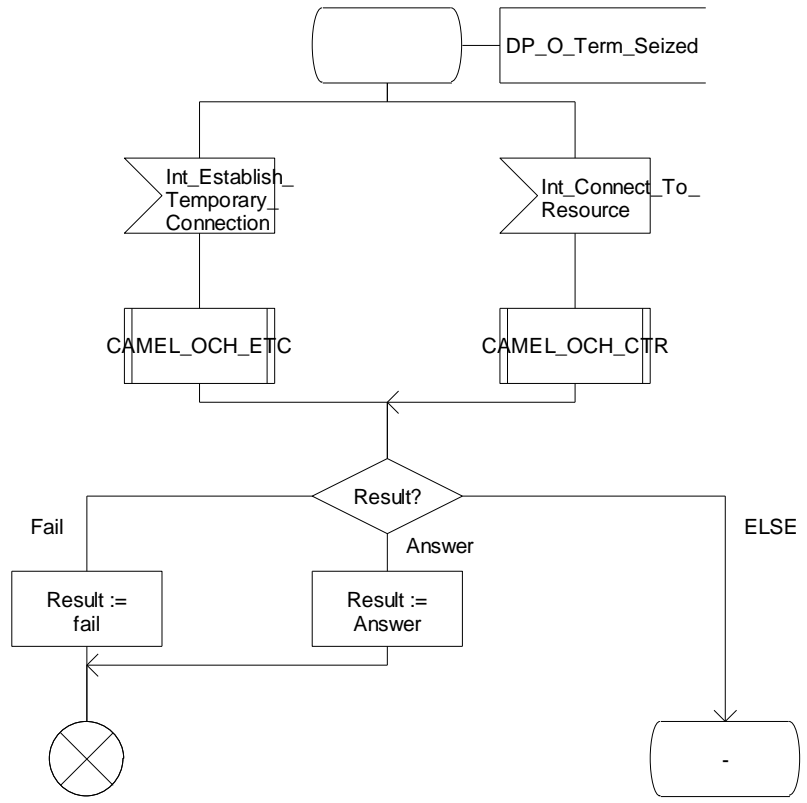 DP_O_Term_Seized
Int_Establish_
Temporary_
Connection
Int_Connect_To_
Resource
CAMEL_OCH_ETC
CAMEL_OCH_CTR
Result?
Fail
Answer
ELSE
Result :=
fail
Result :=
Answer
-